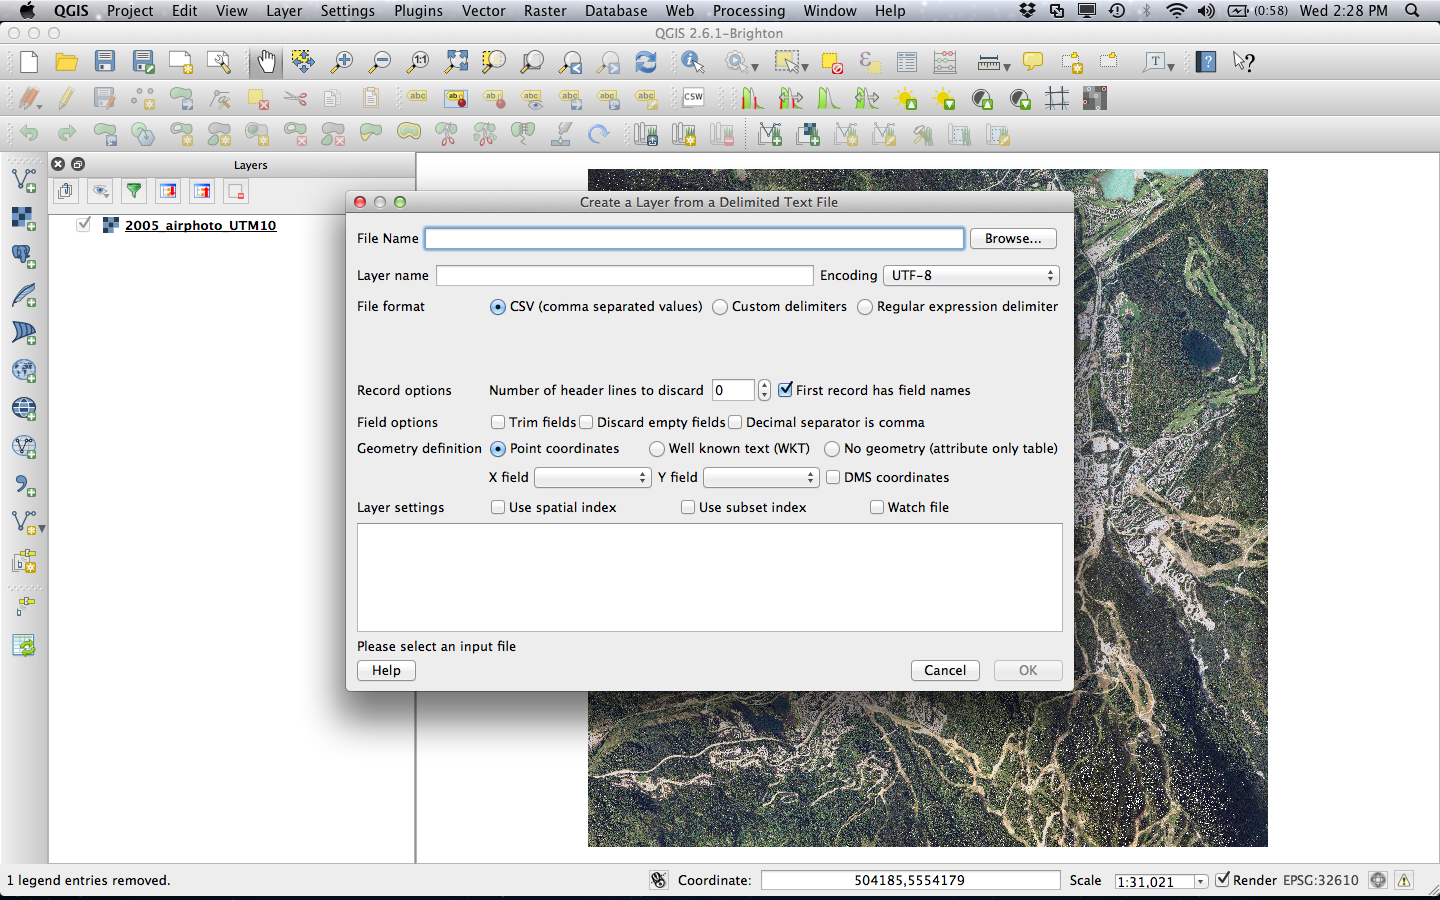 QGIS Project Edit View Layer Settings Plugins Vector Raster Database Web Processing Window Help (0:58) Wed 2:28 PM
QGIS 2.6.1-Brighton
Layers
2005_airphoto_UTM10
Create a Layer from a Delimited Text File
File Name Browse...
Layer name Encoding UTF-8
File format CSV (comma separated values) Custom delimiters Regular expression delimiter
Record options Number of header lines to discard 0 First record has field names
Field options Trim fields Discard empty fields Decimal separator is comma
Geometry definition Point coordinates Well known text (WKT) No geometry (attribute only table)
X field Y field DMS coordinates
Layer settings Use spatial index Use subset index Watch file
Please select an input file
Help Cancel OK
1 legend entries removed. Coordinate: 504185,5554179 Scale 1:31,021 Render EPSG:32610